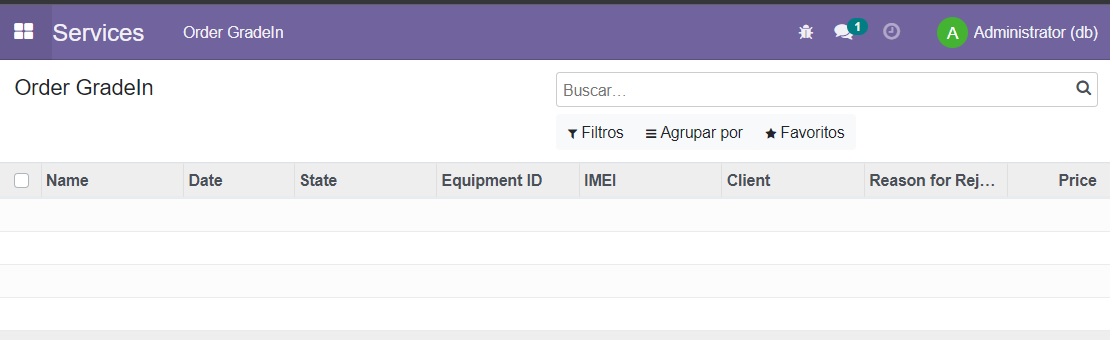 Services Order GradeIn 1 A Administrator (db)
Order GradeIn
Buscar...
Filtros Agrupar por Favoritos
Name Date State Equipment ID IMEI Client Reason for Rej... Price